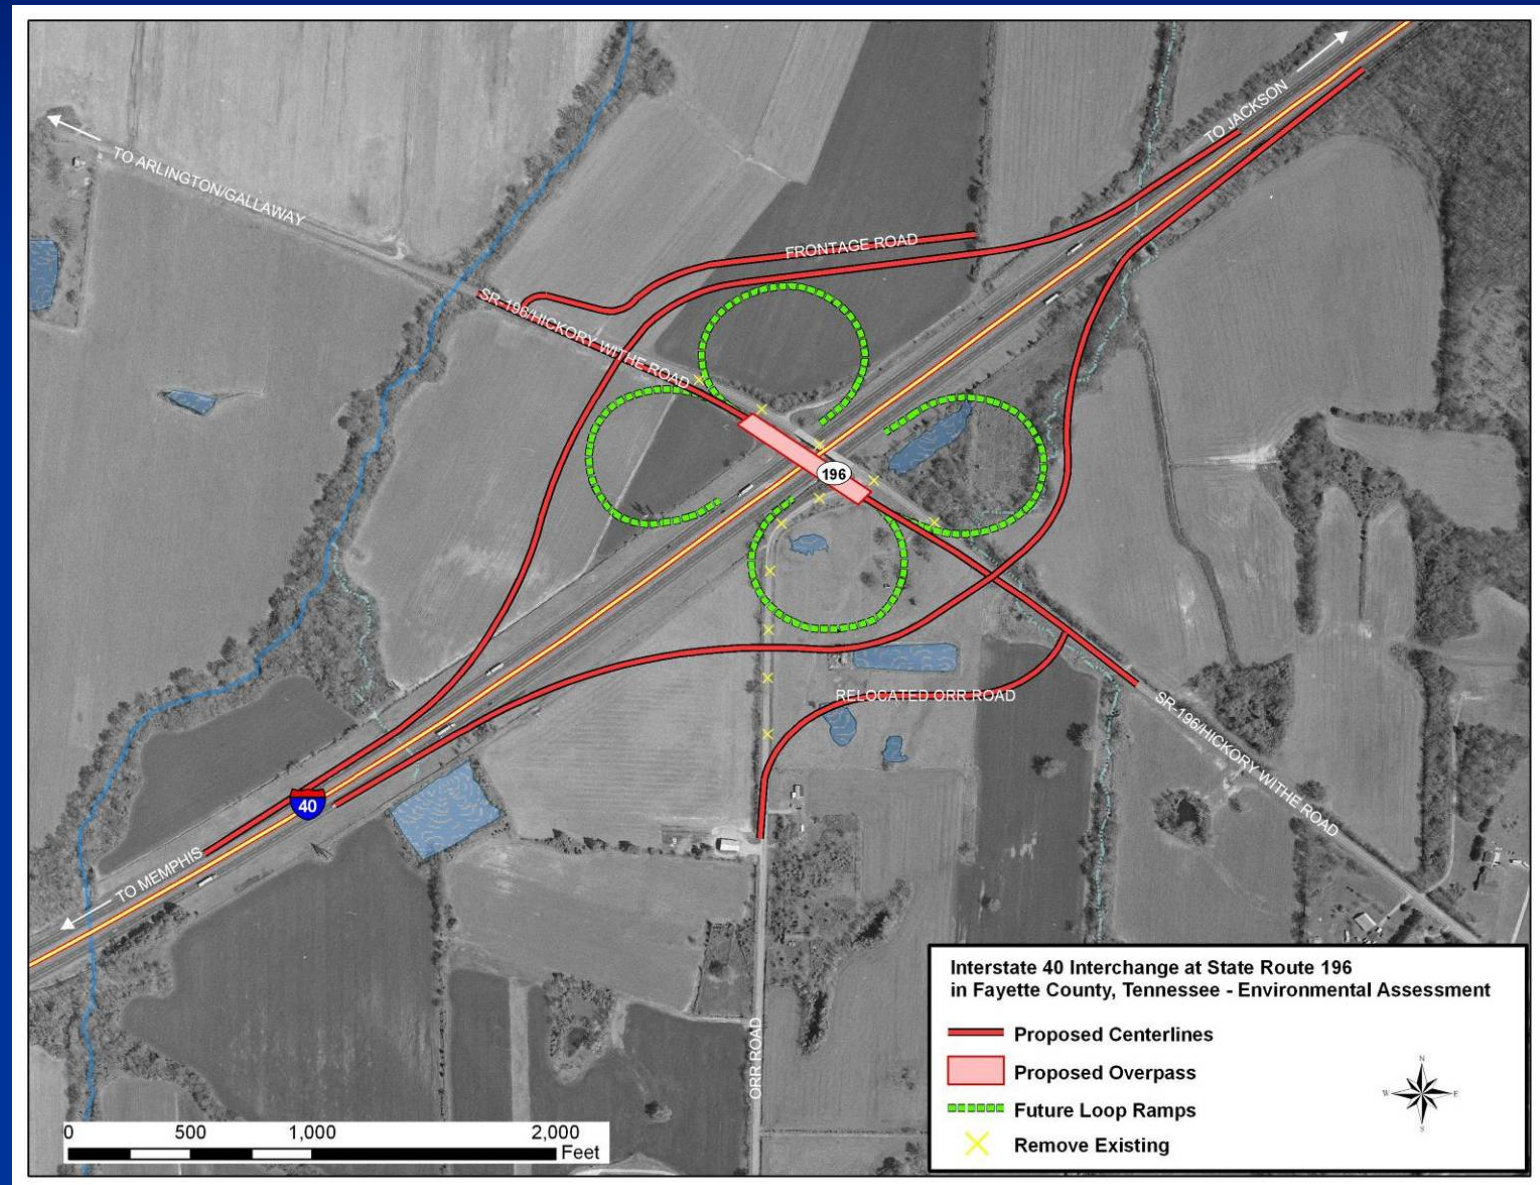 TO JACKSON
TO ARLINGTON/GALLAWAY
FRONTAGE ROAD
SR-196/HICKORY WITHE ROAD
196
RELOCATED ORR ROAD
SR-196/HICKORY WITHE ROAD
40
TO MEMPHIS
ORR ROAD
Interstate 40 Interchange at State Route 196
in Fayette County, Tennessee - Environmental Assessment
Proposed Centerlines
Proposed Overpass
Future Loop Ramps
Remove Existing
N
W E
S
0 500 1,000 2,000
Feet